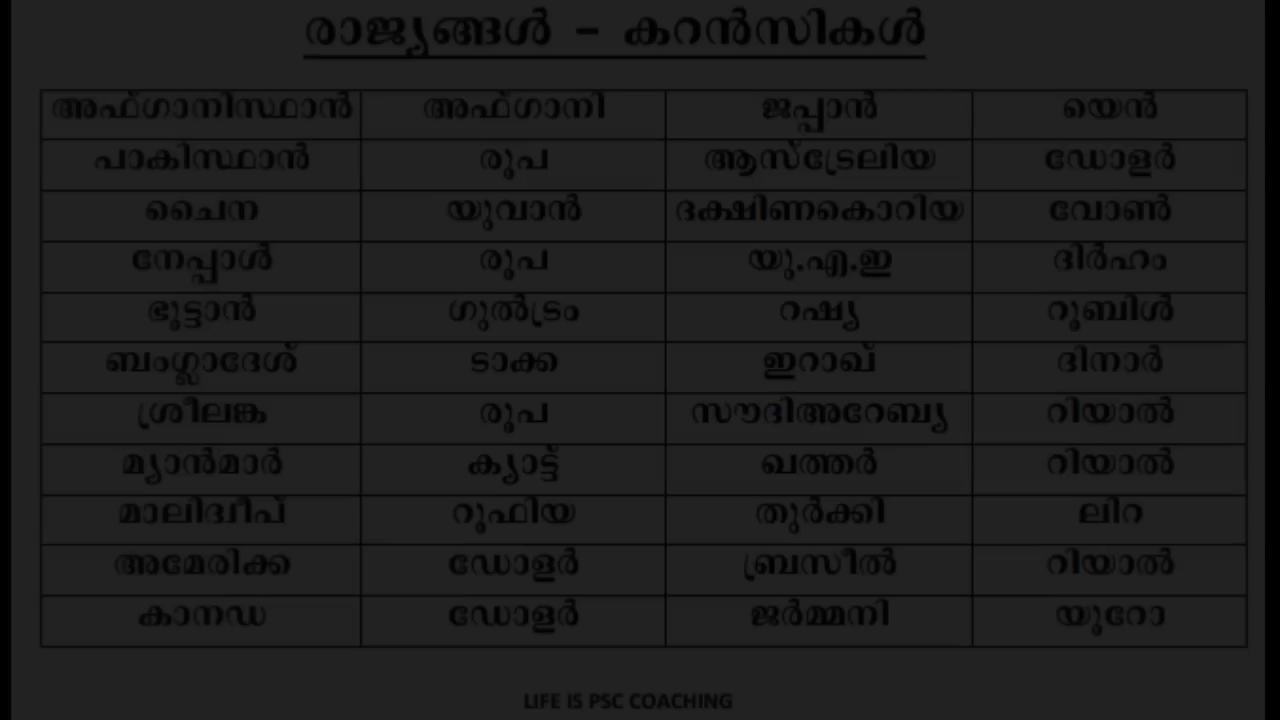 രാജ്യങ്ങൾ - കറൻസികൾ
അഫ്ഗാനിസ്ഥാൻ അഫ്ഗാനി ജപ്പാൻ യെൻ
പാകിസ്ഥാൻ രൂപ ആസ്ട്രേലിയ ഡോളർ
ചൈന യുവാൻ ദക്ഷിണകൊറിയ വോൺ
നേപ്പാൾ രൂപ യു.എ.ഇ ദിർഹം
ഭൂട്ടാൻ ഗുൽട്രം റഷ്യ റൂബിൾ
ബംഗ്ലാദേശ് ടാക്ക ഇറാഖ് ദിനാർ
ശ്രീലങ്ക രൂപ സൗദിഅറേബ്യ റിയാൽ
മ്യാൻമാർ ക്യാട്ട് ഖത്തർ റിയാൽ
മാലിദ്വീപ് റൂഫിയ തുർക്കി ലിറ
അമേരിക്ക ഡോളർ ബ്രസീൽ റിയാൽ
കാനഡ ഡോളർ ജർമ്മനി യൂറോ
LIFE IS PSC COACHING